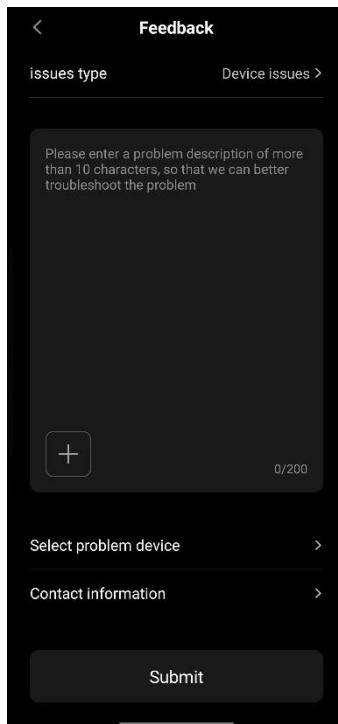 Feedback
issues type
Device issues >
Please enter a problem description of more
than 10 characters, so that we can better
troubleshoot the problem
0/200
Select problem device
Contact information
Submit